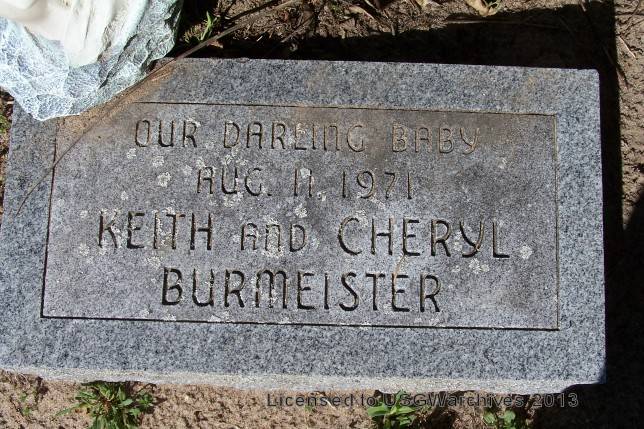 OUR DARLING BABY
AUG. 11, 1971
KEITH AND CHERYL
BURMEISTER
Licensed to USGWarchives 2013